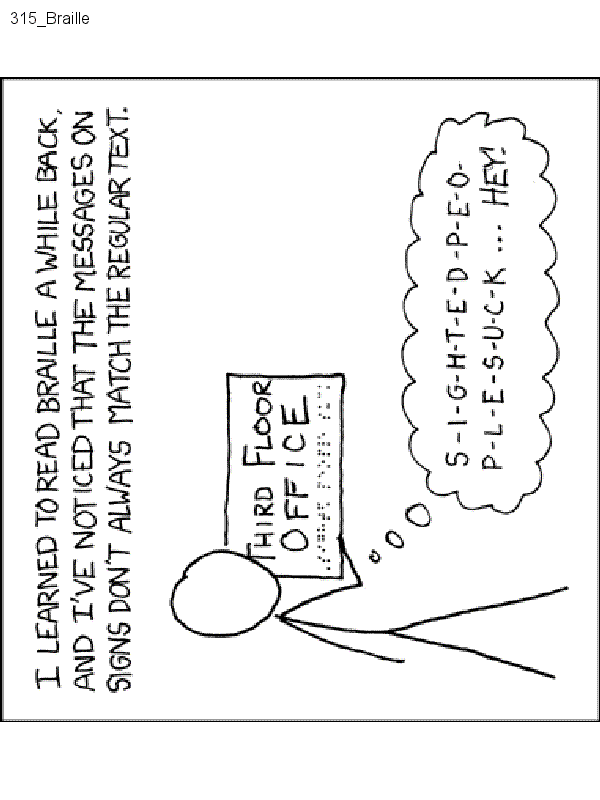 315_Braille
I LEARNED TO READ BRAILLE A WHILE BACK,
AND I'VE NOTICED THAT THE MESSAGES ON
SIGNS DON'T ALWAYS MATCH THE REGULAR TEXT.
THIRD FLOOR
OFFICE
S-I-G-H-T-E-D-P-E-O-
P-L-E-S-U-C-K ... HEY!